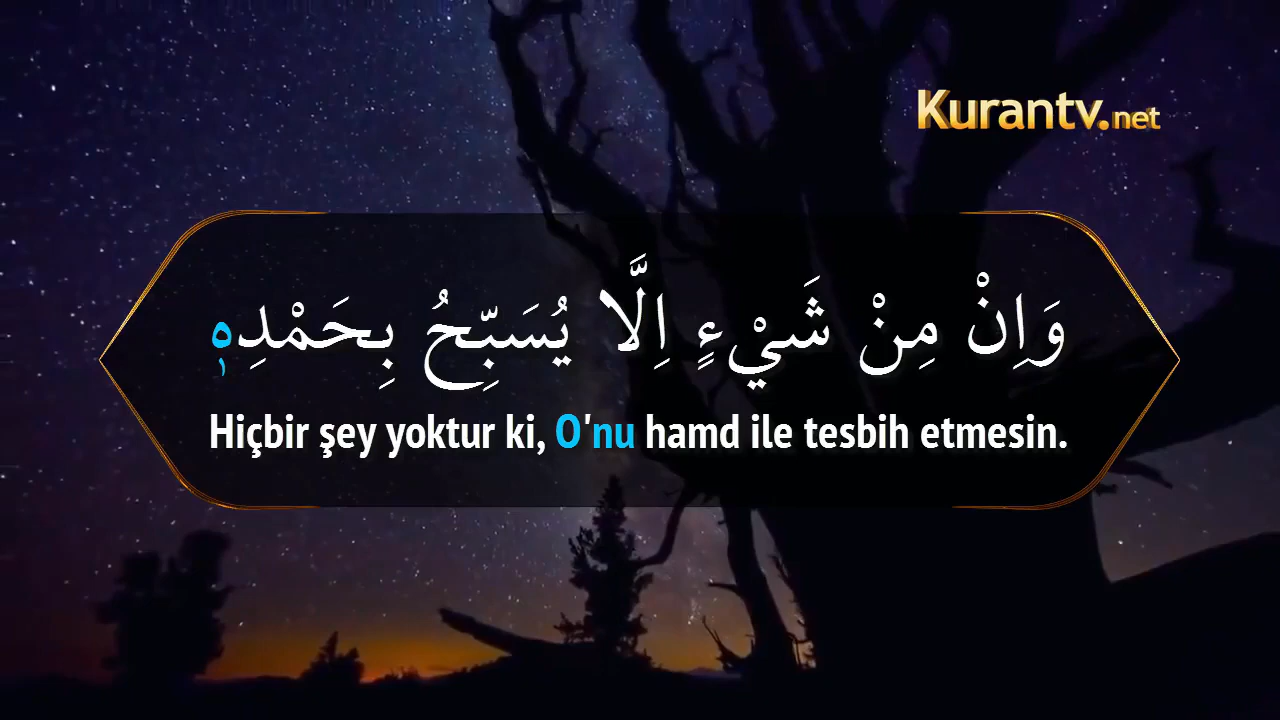 Kurantv.net
وَاِنْ مِنْ شَيْءٍ اِلَّا يُسَبِّحُ بِحَمْدِهٖ
Hiçbir şey yoktur ki, O'nu hamd ile tesbih etmesin.